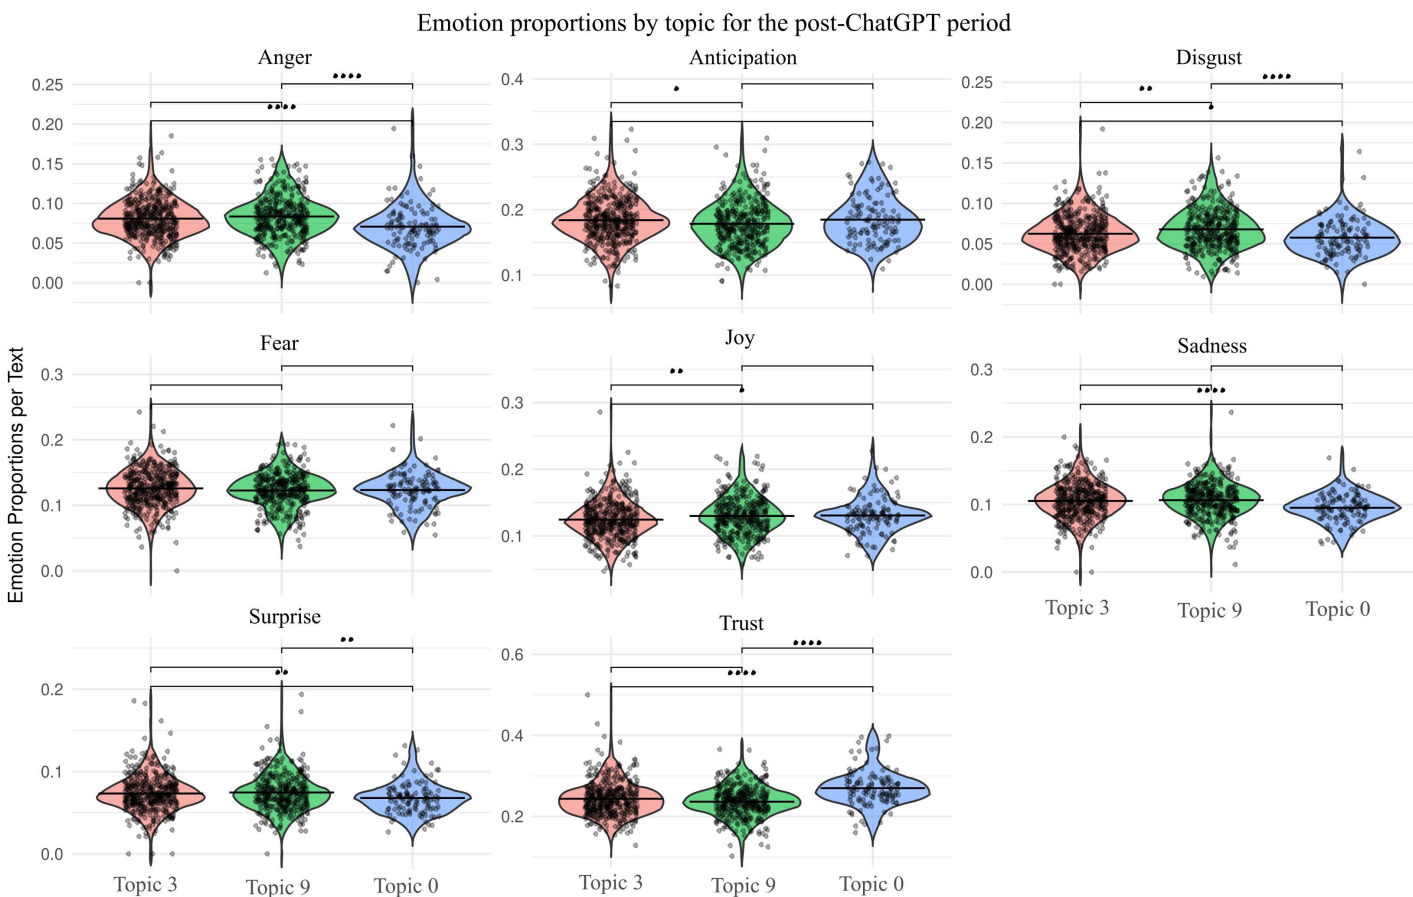 Emotion proportions by topic for the post-ChatGPT period
Anger
Anticipation
Disgust
0.25
0.20
0.15
0.10
0.05
0.00
0.4
0.3
0.2
0.1
0.25
0.20
0.15
0.10
0.05
0.00
Emotion Proportions per Text
Fear
Joy
Sadness
0.3
0.2
0.1
0.0
0.3
0.2
0.1
0.3
0.2
0.1
0.0
Topic 3
Topic 9
Topic 0
Surprise
Trust
0.2
0.1
0.0
0.6
0.4
0.2
Topic 3
Topic 9
Topic 0
Topic 3
Topic 9
Topic 0